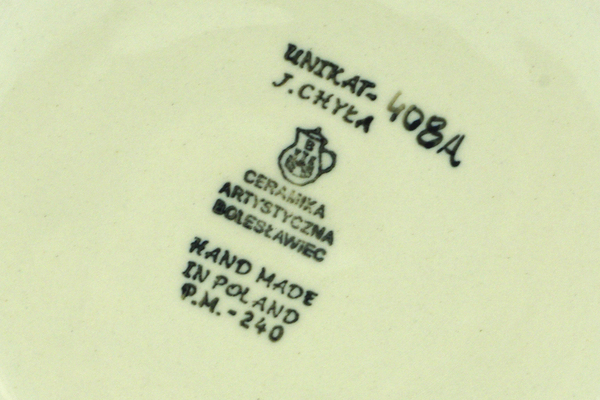 UNIKAT- 408A
J. CHYŁA
B
CERAMIKA
ARTYSTYCZNA
BOLESŁAWIEC
HAND MADE
IN POLAND
P.M. - 240